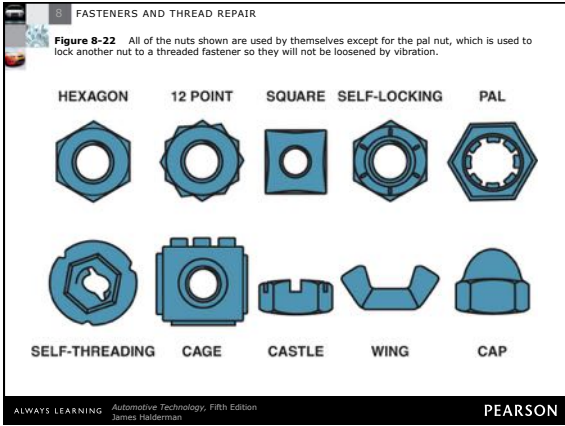 8 FASTENERS AND THREAD REPAIR
Figure 8-22 All of the nuts shown are used by themselves except for the pal nut, which is used to
lock another nut to a threaded fastener so they will not be loosened by vibration.
HEXAGON 12 POINT SQUARE SELF-LOCKING PAL
SELF-THREADING CAGE CASTLE WING CAP
ALWAYS LEARNING
Automotive Technology, Fifth Edition
James Halderman
PEARSON